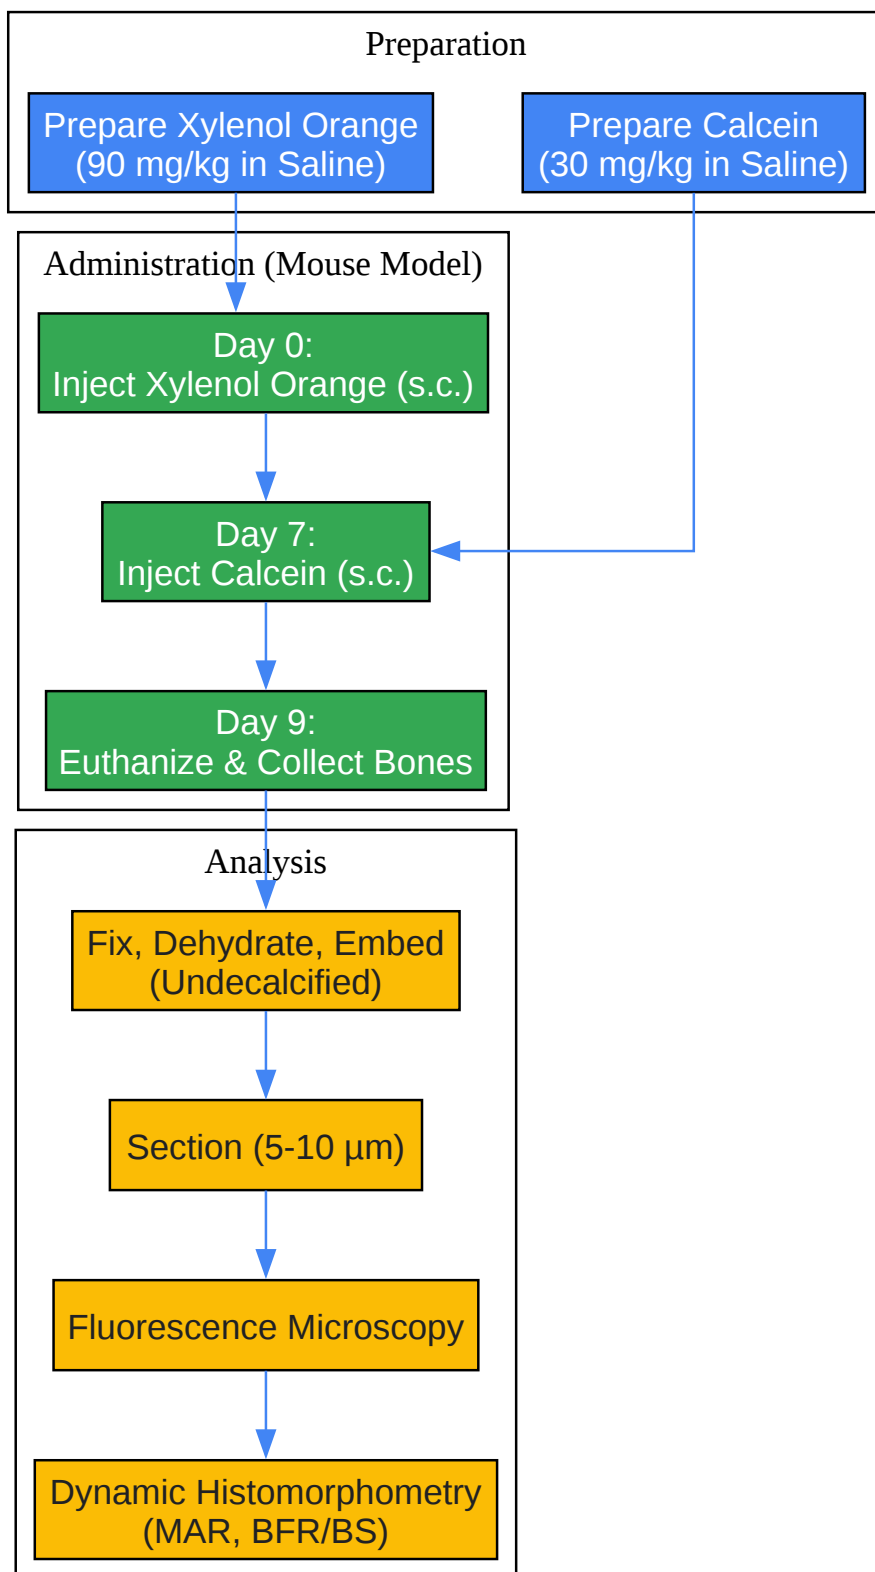 Preparation
Prepare Xylenol Orange
(90 mg/kg in Saline)
Prepare Calcein
(30 mg/kg in Saline)
Administration (Mouse Model)
Day 0:
Inject Xylenol Orange (s.c.)
Day 7:
Inject Calcein (s.c.)
Day 9:
Euthanize & Collect Bones
Analysis
Fix, Dehydrate, Embed
(Undecalcified)
Section (5-10 µm)
Fluorescence Microscopy
Dynamic Histomorphometry
(MAR, BFR/BS)